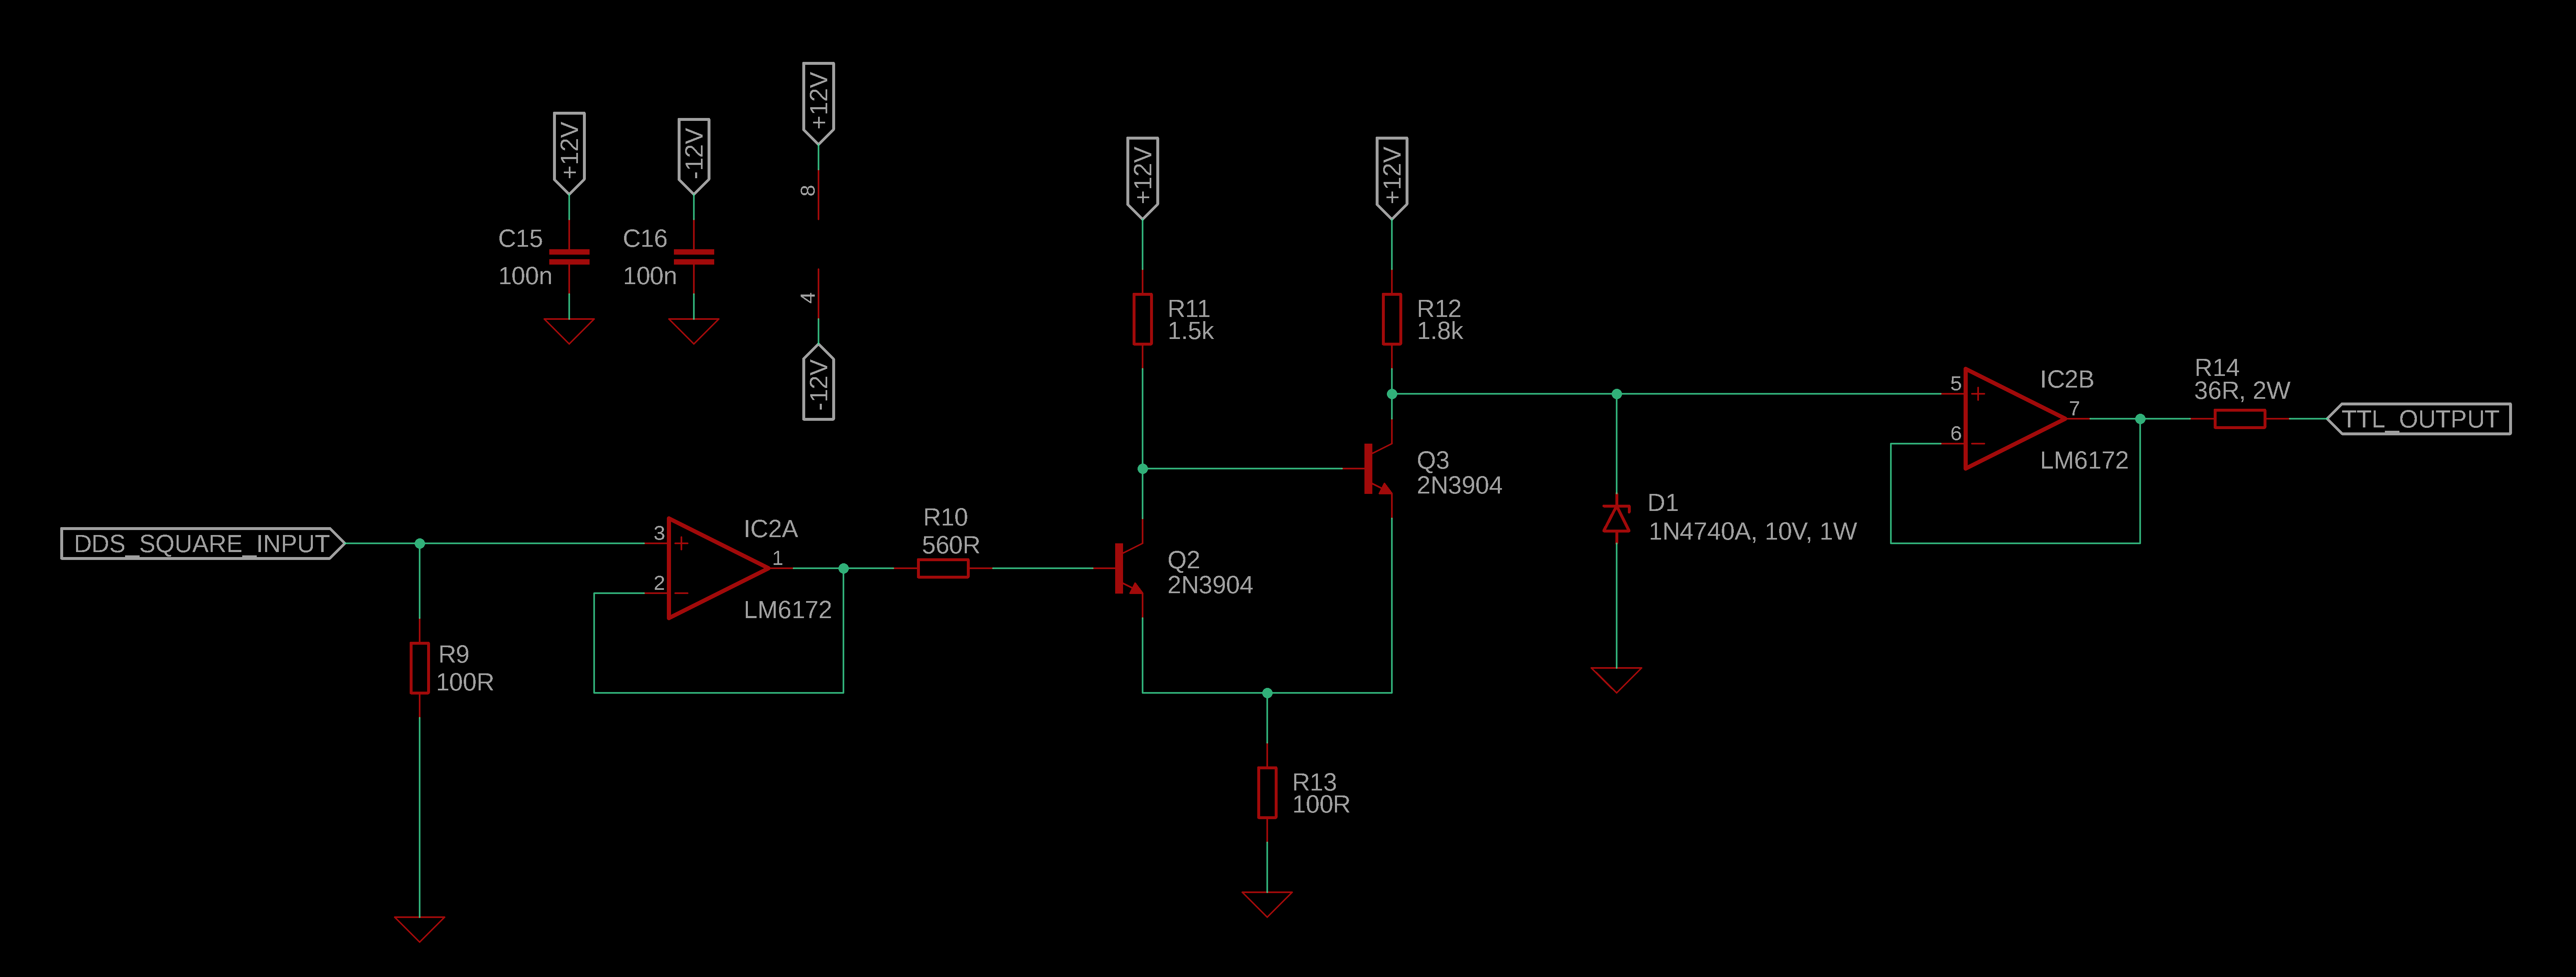 +12V
+12V
-12V
+12V
+12V
8
C15
100n
C16
100n
4
-12V
R11
1.5k
R12
1.8k
R14
36R, 2W
5
IC2B
7
TTL_OUTPUT
6
LM6172
Q3
2N3904
D1
1N4740A, 10V, 1W
DDS_SQUARE_INPUT
3
IC2A
1
2
LM6172
R10
560R
Q2
2N3904
R9
100R
R13
100R